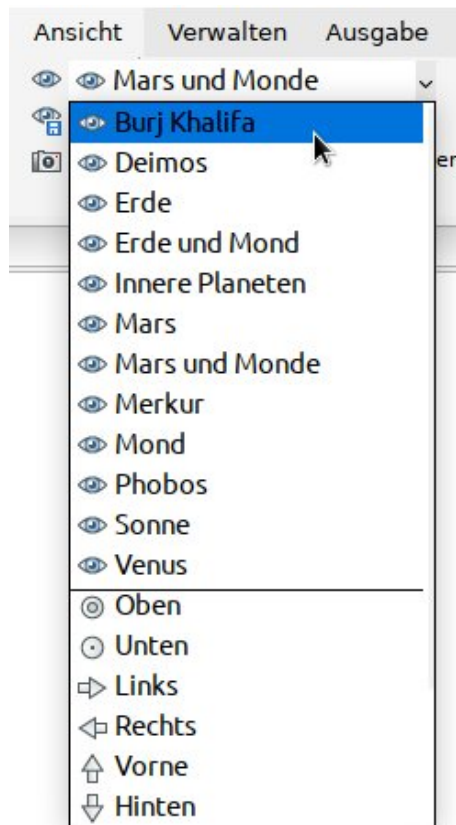 Ansicht Verwalten Ausgabe
Mars und Monde
Burj Khalifa
Deimos
er
Erde
Erde und Mond
Innere Planeten
Mars
Mars und Monde
Merkur
Mond
Phobos
Sonne
Venus
Oben
Unten
Links
Rechts
Vorne
Hinten